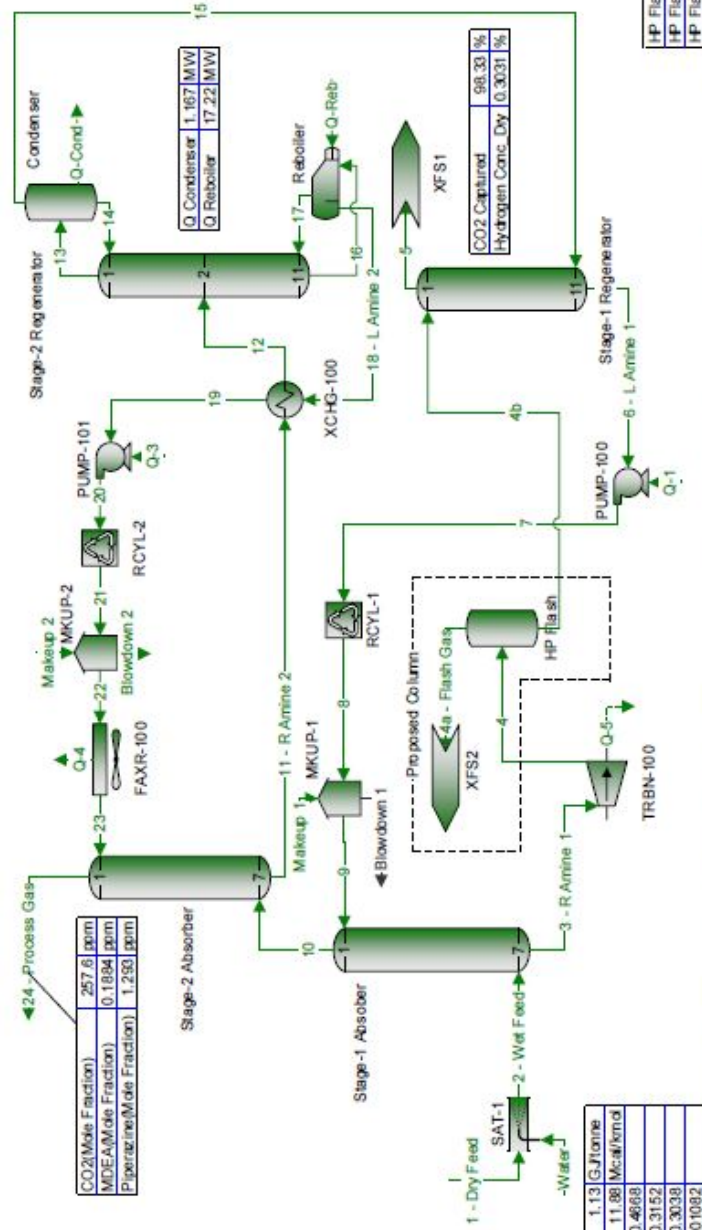 15
Condenser
Q-Cond
13
14
Stage-2 Regenerator
1
2
11
Q Condenser 1.167 MW
Q Reboiler 17.22 MW
Reboiler
Q-Reb
17
16
12
18 - L Amine 2
XCHG-100
19
PUMP-101
Q-3
20
RCYL-2
21
MKUP-2
Makeup 2
Blowdown 2
22
Q-4
FAXR-100
23
11 - R Amine 2
24 - Process Gas
1
7
Stage-2 Absorber
CO2(Mole Fraction) 257.6 ppm
MDEA(Mole Fraction) 0.1884 ppm
Piperazine(Mole Fraction) 1.293 ppm
XFS1
5
CO2 Captured 98.33 %
Hydrogen Conc_Dry 0.3031 %
1
11
Stage-1 Regenerator
4b
6 - L Amine 1
PUMP-100
Q-1
7
RCYL-1
8
MKUP-1
Makeup 1
Blowdown 1
9
Proposed Column
4a - Flash Gas
HP Flash
XFS2
4
Q-5
TRBN-100
3 - R Amine 1
10
1
7
Stage-1 Absober
2 - Wet Feed
SAT-1
1 - Dry Feed
Water
1.13 GJ/tonne
11.88 Mcal/kmol
0.4668
.3152
.3038
01082
HP Fla
HP Fla
HP Fla